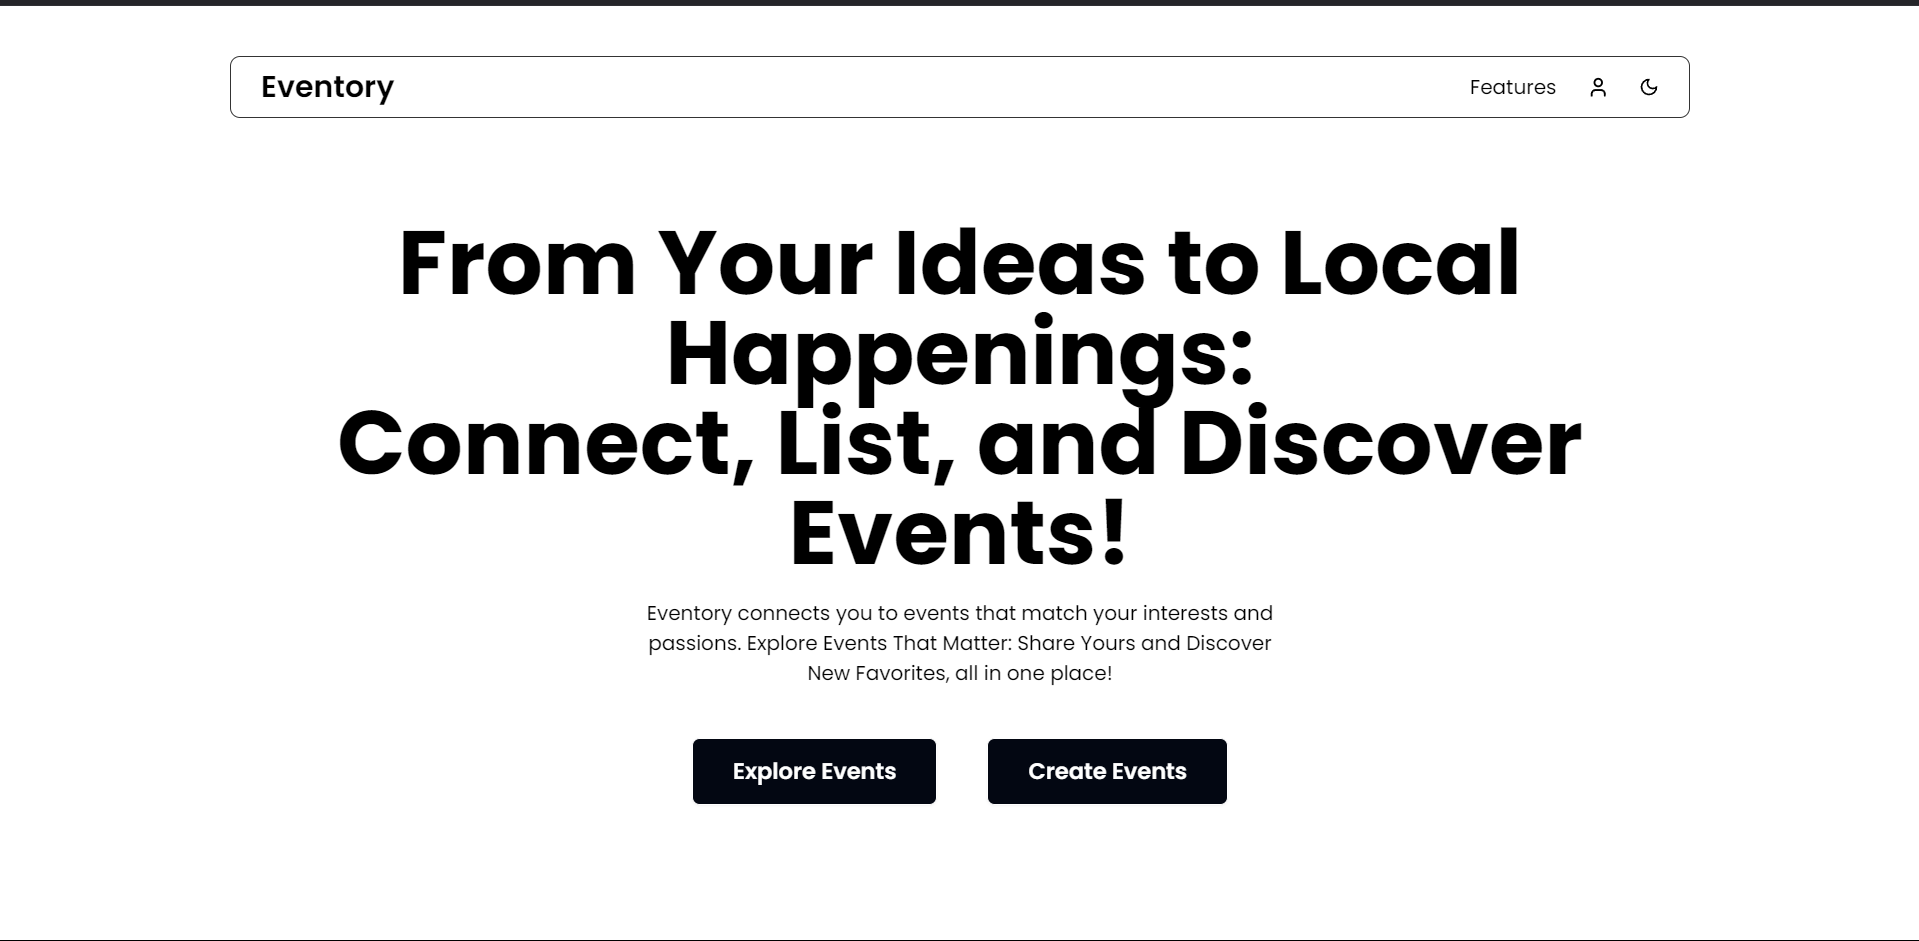 Eventory
Features
From Your Ideas to Local
Happenings:
Connect, List, and Discover
Events!
Eventory connects you to events that match your interests and
passions. Explore Events That Matter: Share Yours and Discover
New Favorites, all in one place!
Explore Events
Create Events